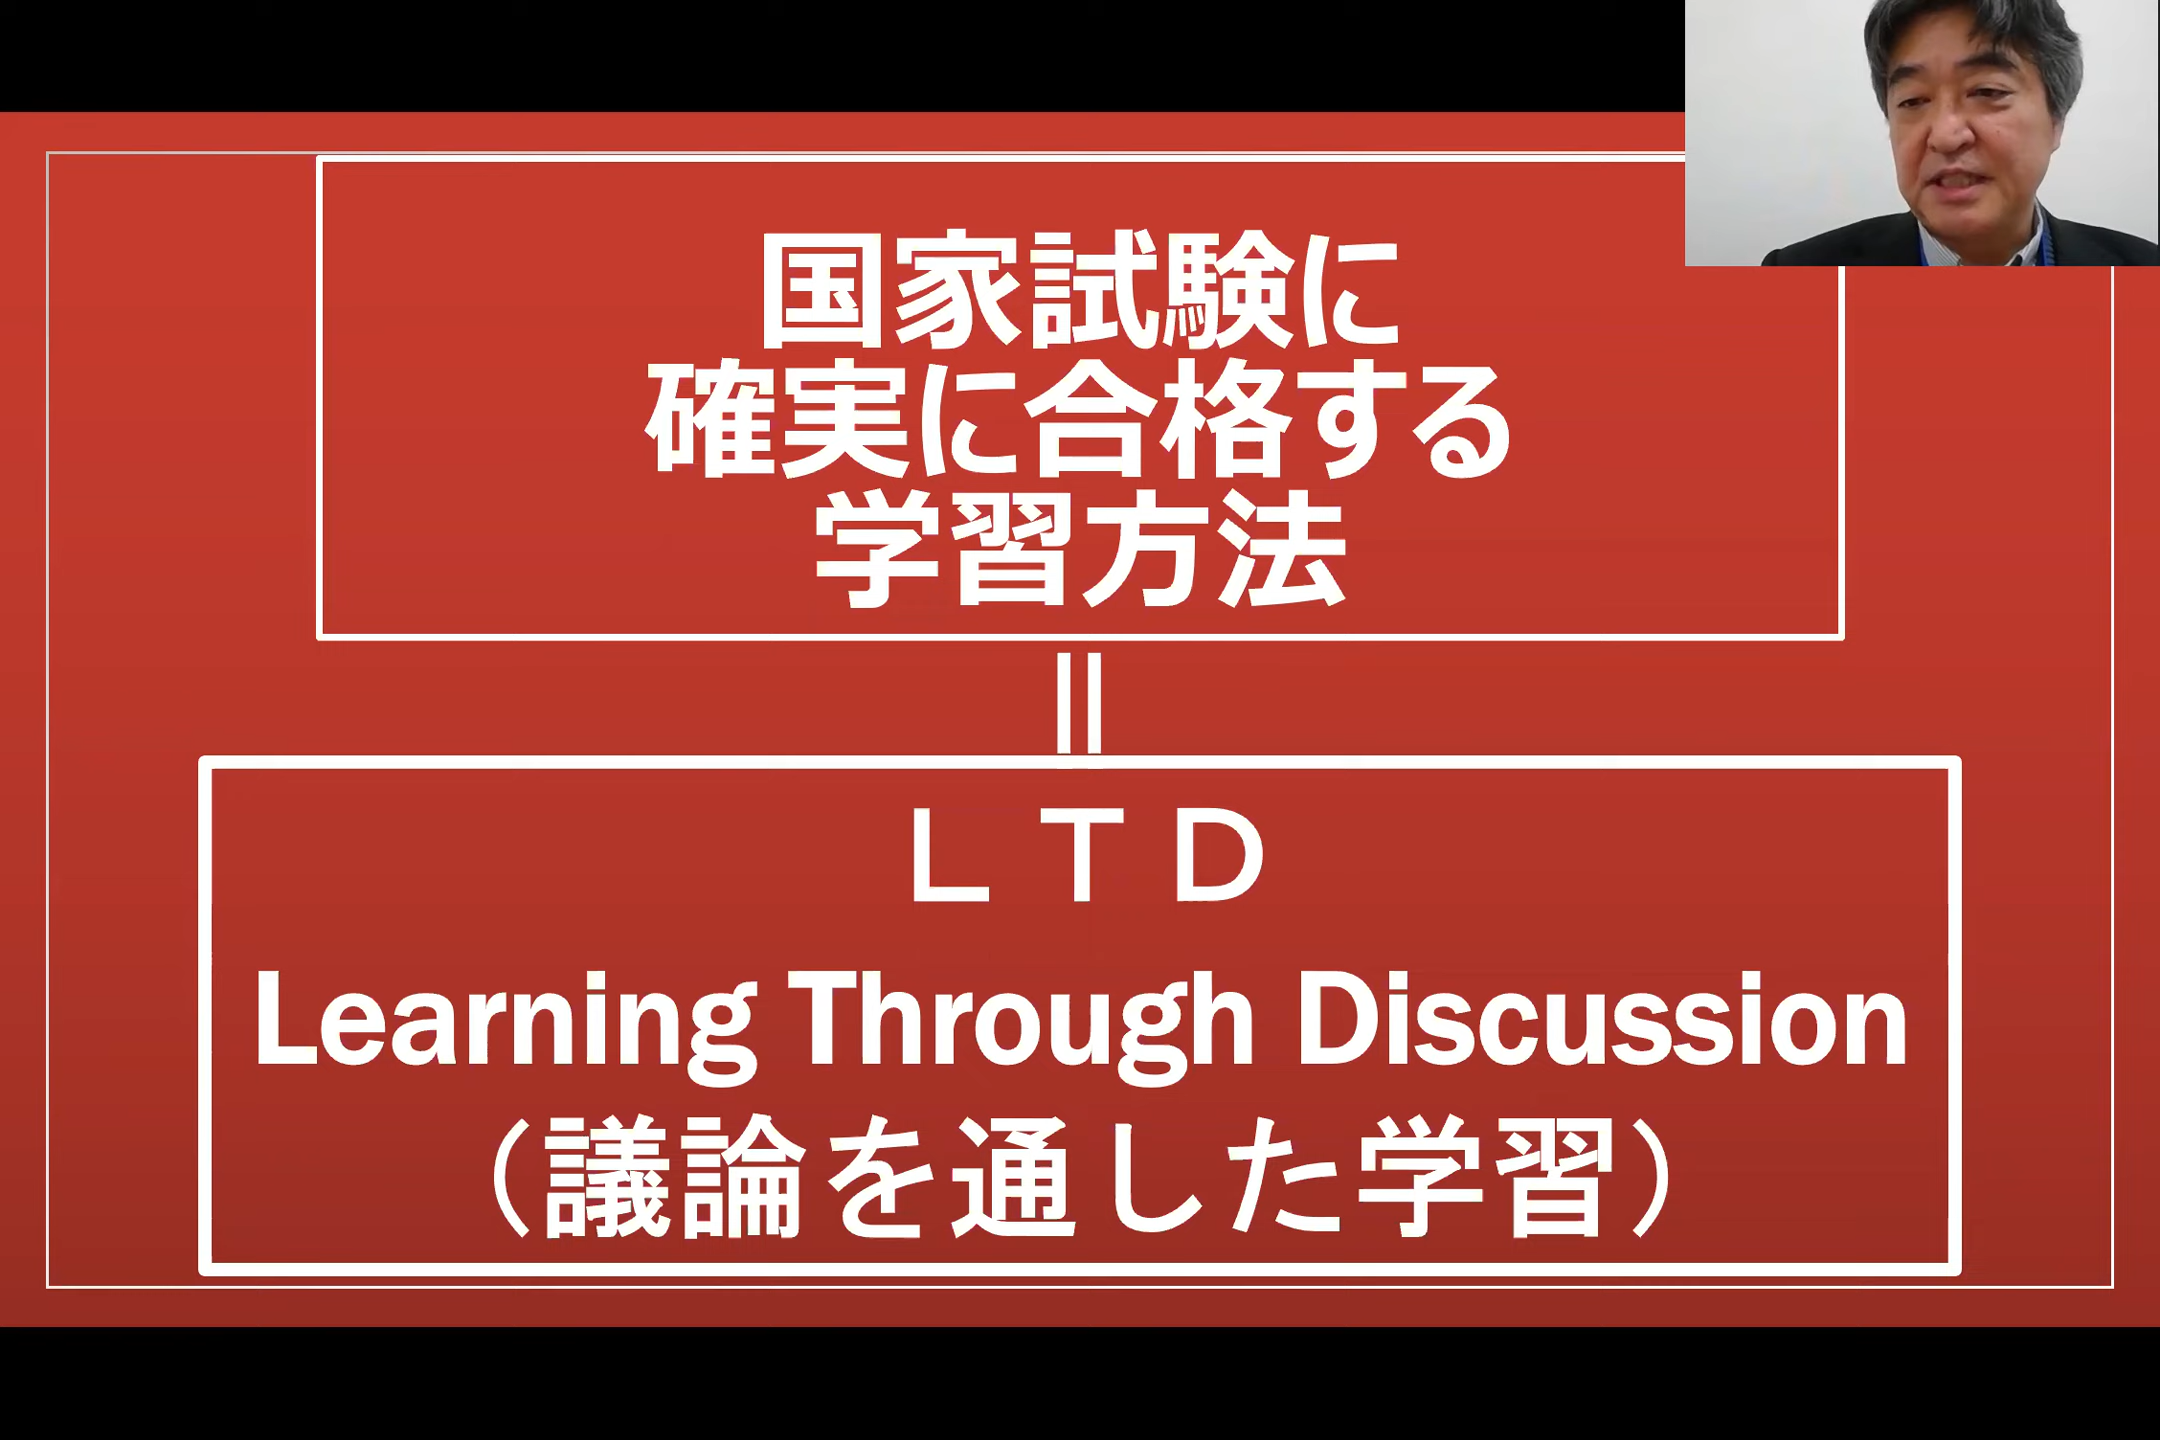 国家試験に
確実に合格する
学習方法
||
ＬＴＤ
Learning Through Discussion
（議論を通した学習）